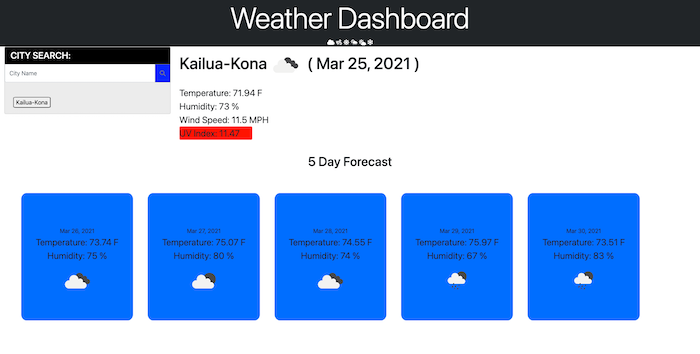 Weather Dashboard
CITY SEARCH:
City Name
Kailua-Kona
Kailua-Kona ( Mar 25, 2021 )
Temperature: 71.94 F
Humidity: 73 %
Wind Speed: 11.5 MPH
UV Index: 11.47
5 Day Forecast
Mar 26, 2021
Temperature: 73.74 F
Humidity: 75 %
Mar 27, 2021
Temperature: 75.07 F
Humidity: 80 %
Mar 28, 2021
Temperature: 74.55 F
Humidity: 74 %
Mar 29, 2021
Temperature: 75.97 F
Humidity: 67 %
Mar 30, 2021
Temperature: 73.51 F
Humidity: 83 %